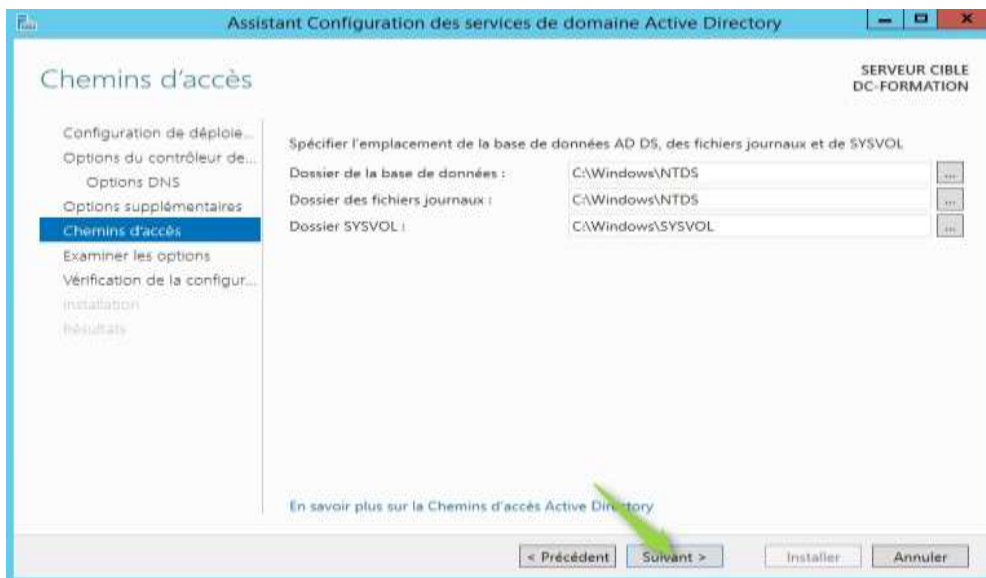 Assistant Configuration des services de domaine Active Directory
Chemins d'accès
SERVEUR CIBLE
DC-FORMATION
Configuration de déploie...
Options du contrôleur de...
Options DNS
Options supplémentaires
Chemins d'accès
Examiner les options
Vérification de la configur...
Installation
Résultats
Spécifier l'emplacement de la base de données AD DS, des fichiers journaux et de SYSVOL
Dossier de la base de données : C:\Windows\NTDS ...
Dossier des fichiers journaux : C:\Windows\NTDS ...
Dossier SYSVOL : C:\Windows\SYSVOL ...
En savoir plus sur la Chemins d'accès Active Directory
< Précédent Suivant > Installer Annuler